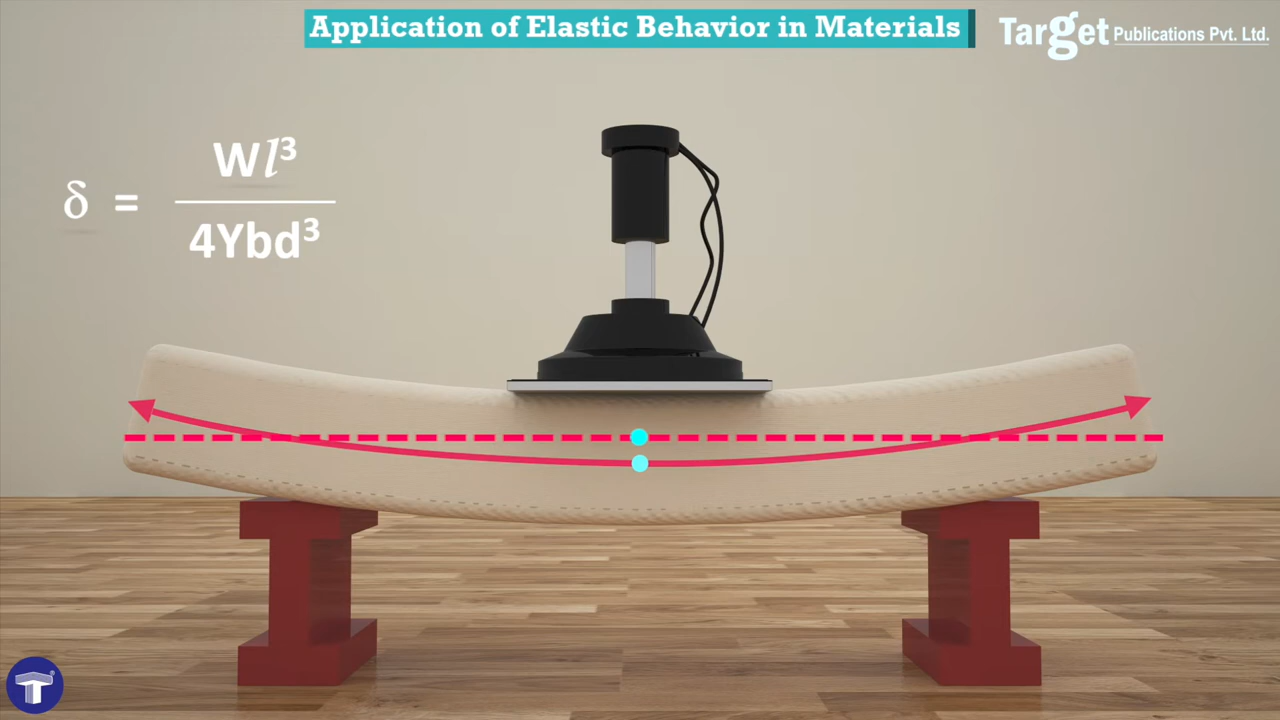 Application of Elastic Behavior in Materials
Target Publications Pvt. Ltd.
δ = Wl³ / 4Ybd³